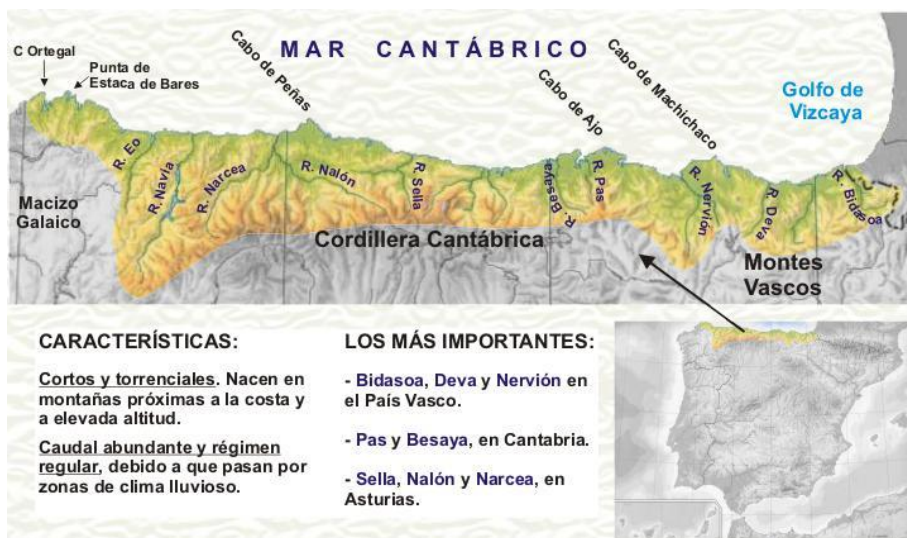 MAR CANTÁBRICO
C Ortegal
Punta de
Estaca de Bares
Cabo de Peñas
Cabo de Ajo
Cabo de Machichaco
Golfo de
Vizcaya
R. Eo
R. Navia
R. Narcea
R. Nalón
R. Sella
R. Besaya
R. Pas
R. Nervión
R. Deva
R. Bidasoa
Macizo
Galaico
Cordillera Cantábrica
Montes
Vascos
CARACTERÍSTICAS:
Cortos y torrenciales. Nacen en
montañas próximas a la costa y
a elevada altitud.
Caudal abundante y régimen
regular, debido a que pasan por
zonas de clima lluvioso.
LOS MÁS IMPORTANTES:
- Bidasoa, Deva y Nervión en
el País Vasco.
- Pas y Besaya, en Cantabria.
- Sella, Nalón y Narcea, en
Asturias.